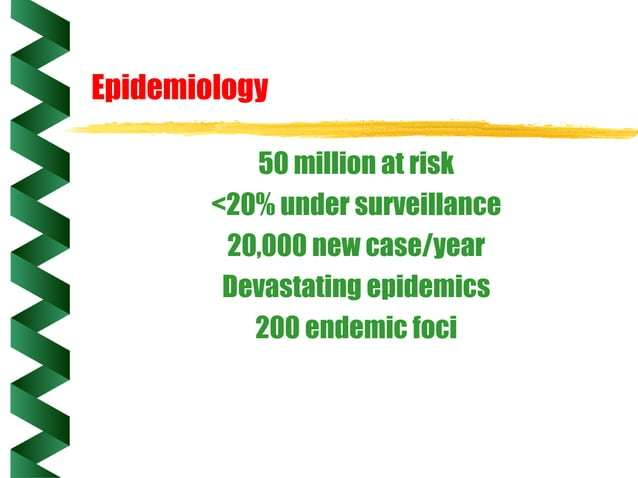 Epidemiology
50 million at risk
<20% under surveillance
20,000 new case/year
Devastating epidemics
200 endemic foci